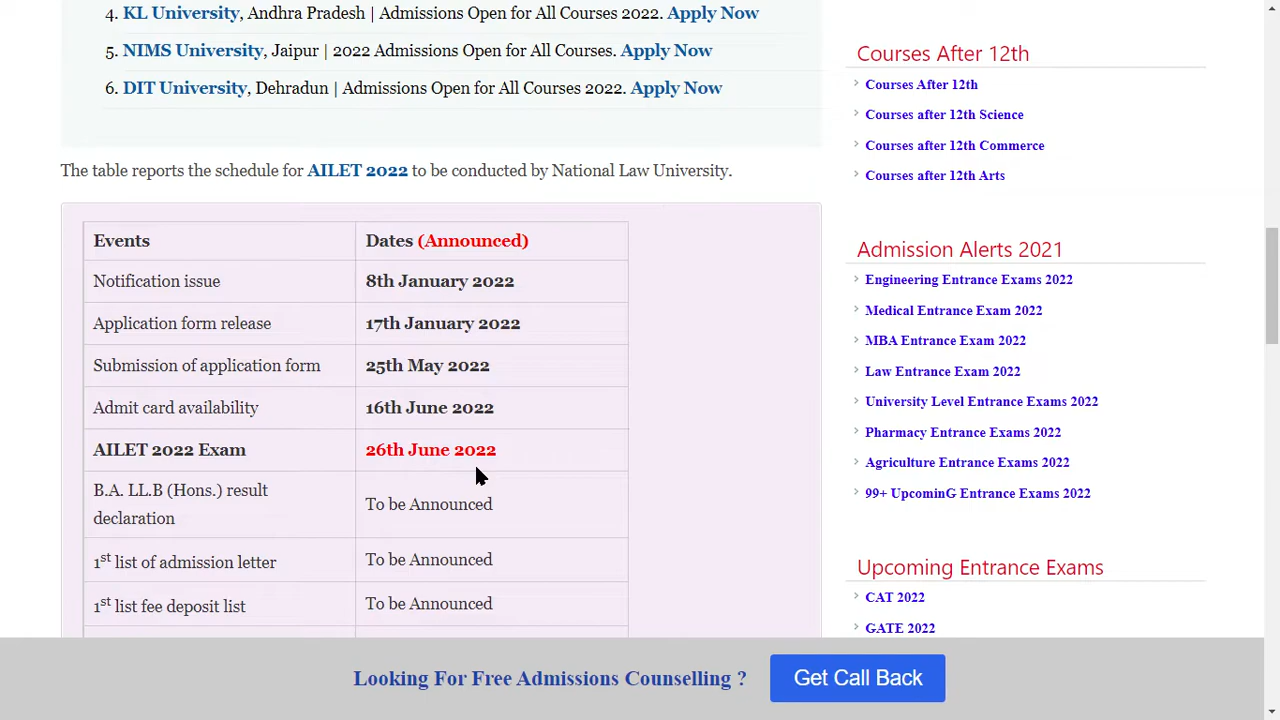 4. KL University, Andhra Pradesh | Admissions Open for All Courses 2022. Apply Now
5. NIMS University, Jaipur | 2022 Admissions Open for All Courses. Apply Now
6. DIT University, Dehradun | Admissions Open for All Courses 2022. Apply Now
The table reports the schedule for AILET 2022 to be conducted by National Law University.
Events Dates (Announced)
Notification issue 8th January 2022
Application form release 17th January 2022
Submission of application form 25th May 2022
Admit card availability 16th June 2022
AILET 2022 Exam 26th June 2022
B.A. LL.B (Hons.) result
declaration
To be Announced
1st list of admission letter To be Announced
1st list fee deposit list To be Announced
Courses After 12th
Courses After 12th
Courses after 12th Science
Courses after 12th Commerce
Courses after 12th Arts
Admission Alerts 2021
Engineering Entrance Exams 2022
Medical Entrance Exam 2022
MBA Entrance Exam 2022
Law Entrance Exam 2022
University Level Entrance Exams 2022
Pharmacy Entrance Exams 2022
Agriculture Entrance Exams 2022
99+ UpcominG Entrance Exams 2022
Upcoming Entrance Exams
CAT 2022
GATE 2022
Looking For Free Admissions Counselling ? Get Call Back